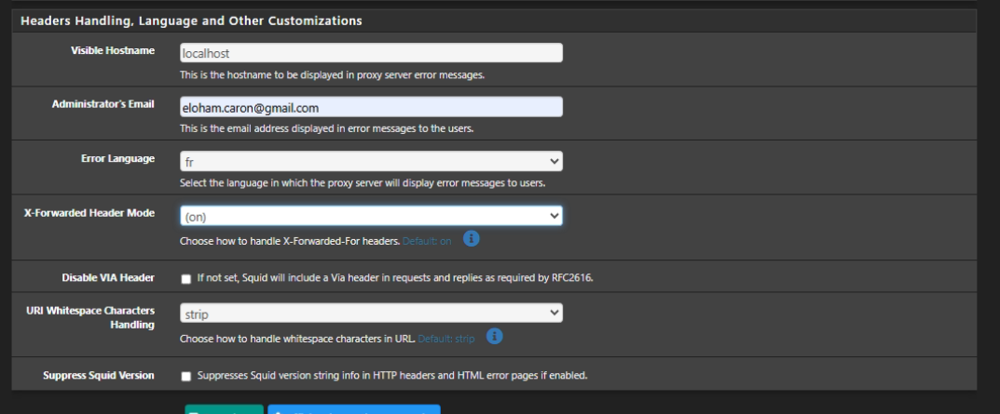 Headers Handling, Language and Other Customizations
Visible Hostname
localhost
This is the hostname to be displayed in proxy server error messages.
Administrator's Email
eloham.caron@gmail.com
This is the email address displayed in error messages to the users.
Error Language
fr
Select the language in which the proxy server will display error messages to users.
X-Forwarded Header Mode
(on)
Choose how to handle X-Forwarded-For headers. Default: on
Disable VIA Header
If not set, Squid will include a Via header in requests and replies as required by RFC2616.
URI Whitespace Characters
Handling
strip
Choose how to handle whitespace characters in URL. Default: strip
Suppress Squid Version
Suppresses Squid version string info in HTTP headers and HTML error pages if enabled.